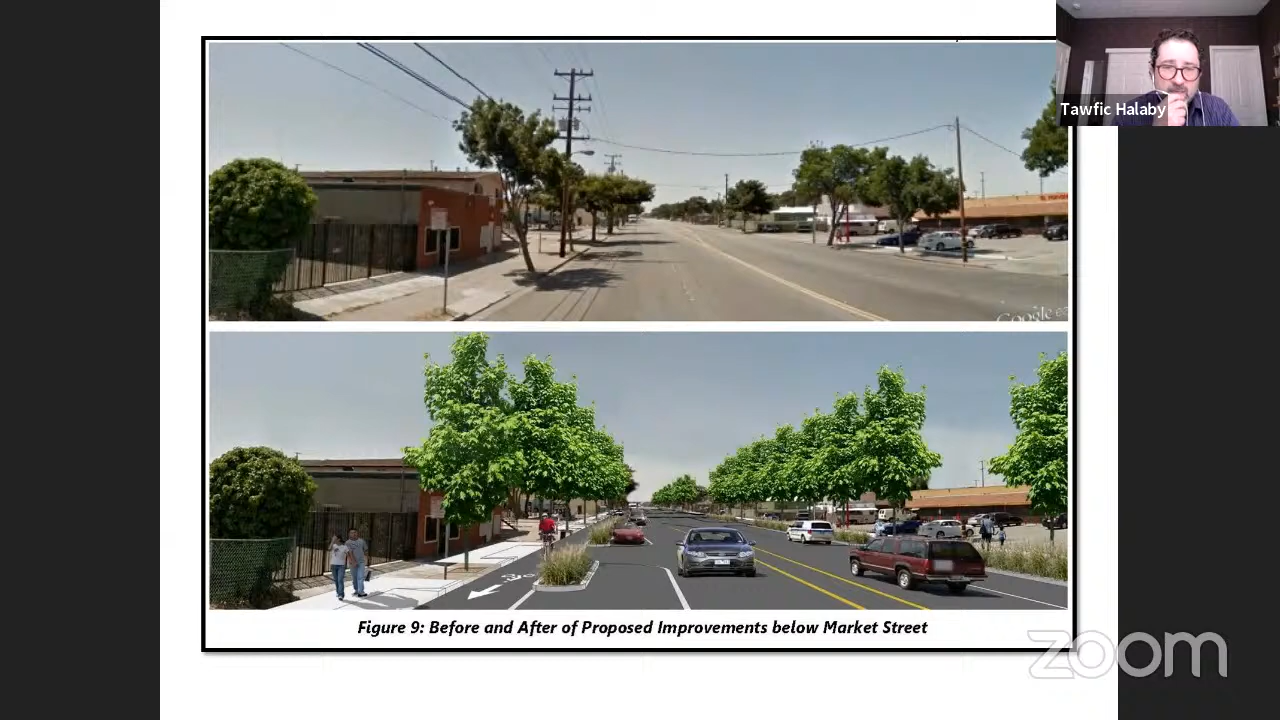 Tawfic Halaby
Google
Figure 9: Before and After of Proposed Improvements below Market Street
zoom